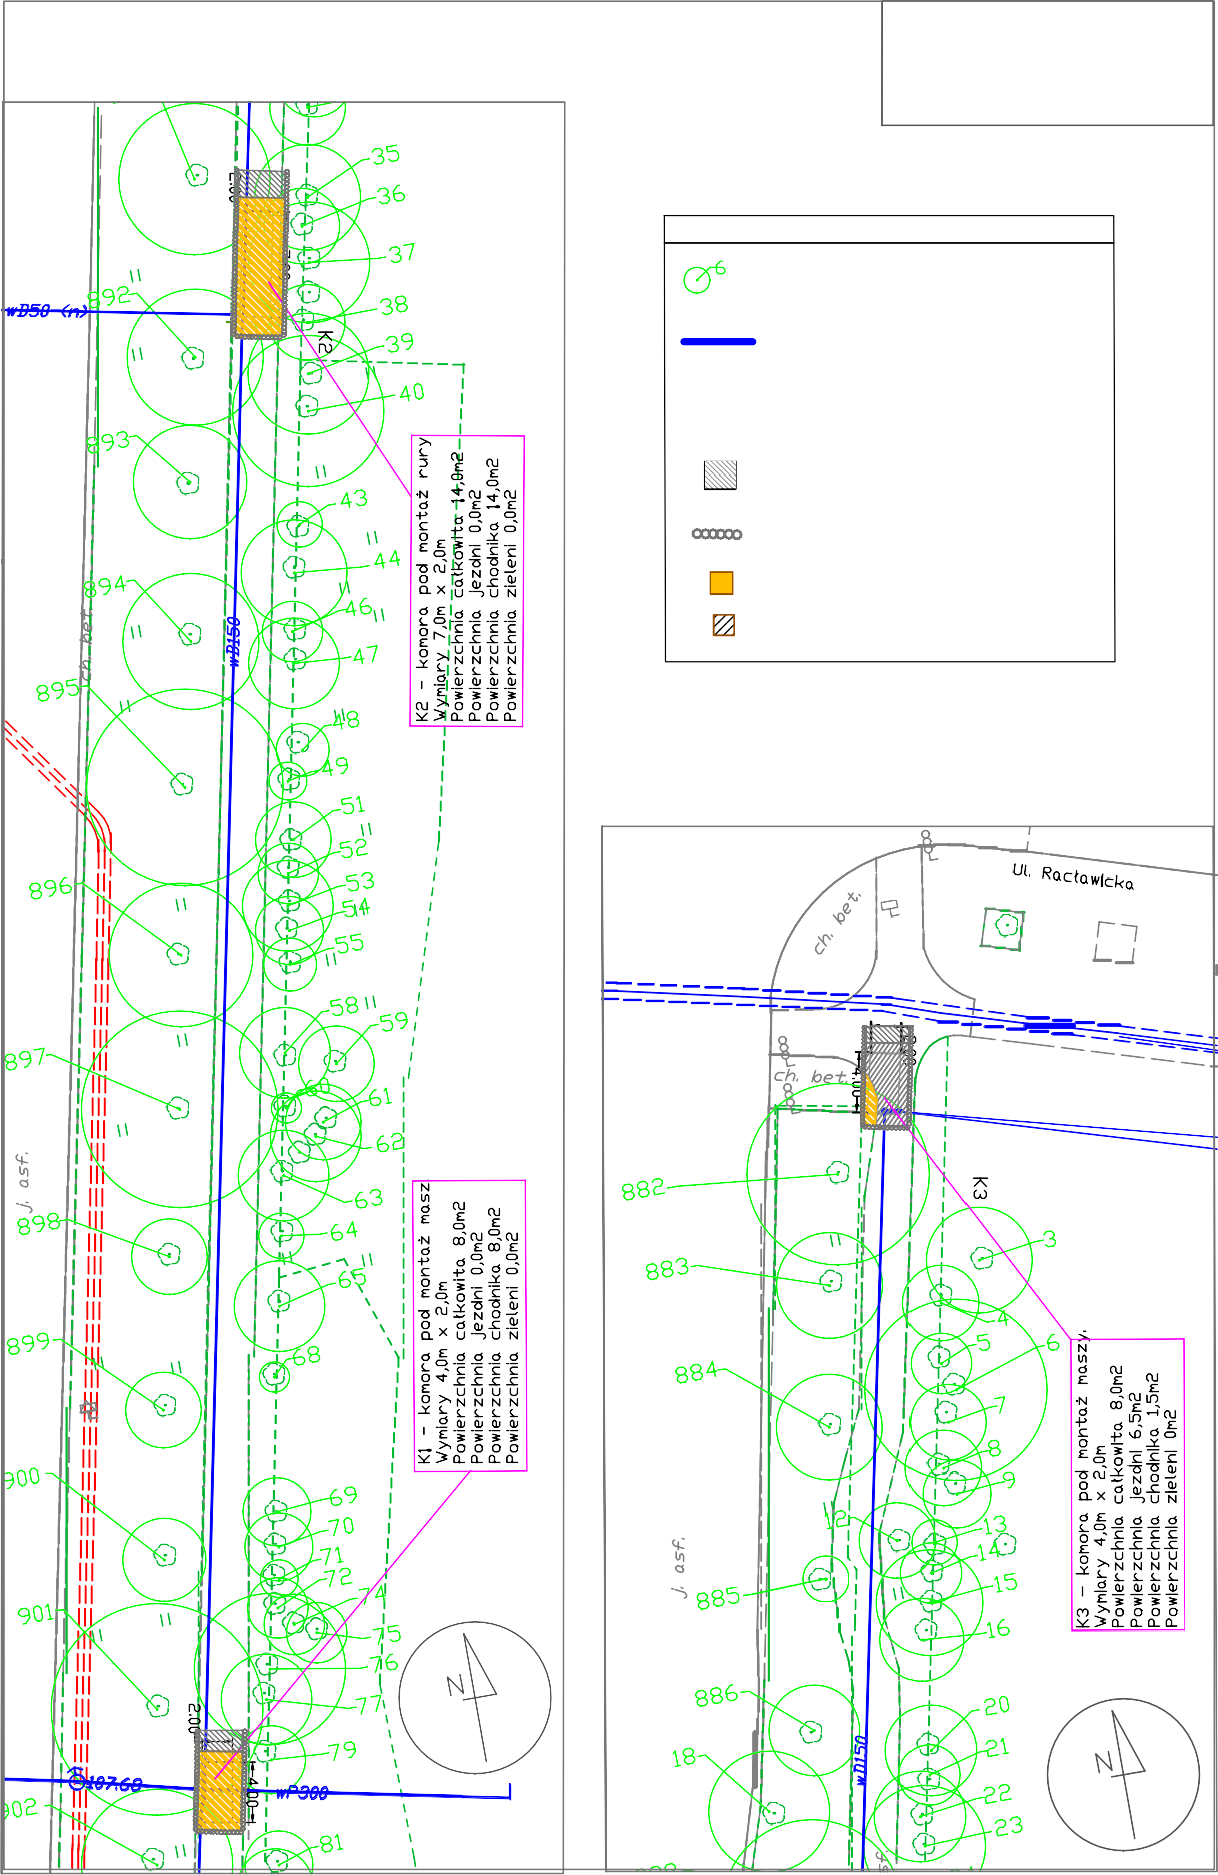 35
36
37
38
39
40
K2
892
wD50 (n)
893
894
ch. bet.
wD150
43
44
46
47
48
49
51
52
53
54
55
58
59
60
61
62
63
64
65
68
69
70
71
72
74
75
76
77
79
81
895
896
897
j. asf.
898
899
900
901
902
107.68
wP300
2.00
4.00
N
K2 - komora pod montaż rury
Wymiary 7,0m x 2,0m
Powierzchnia całkowita 14,0m2
Powierzchnia jezdni 0,0m2
Powierzchnia chodnika 14,0m2
Powierzchnia zieleni 0,0m2
K1 - komora pod montaż masz
Wymiary 4,0m x 2,0m
Powierzchnia całkowita 8,0m2
Powierzchnia jezdni 0,0m2
Powierzchnia chodnika 8,0m2
Powierzchnia zieleni 0,0m2
6
Ul. Racławicka
ch. bet.
ch. bet.
4.00
2.00
K3
882
883
884
885
886
18
3
4
5
6
7
8
9
12
13
14
15
16
20
21
22
23
j. asf.
wD150
N
K3 - komora pod montaż maszy.
Wymiary 4,0m x 2,0m
Powierzchnia całkowita 8,0m2
Powierzchnia jezdni 6,5m2
Powierzchnia chodnika 1,5m2
Powierzchnia zieleni 0m2